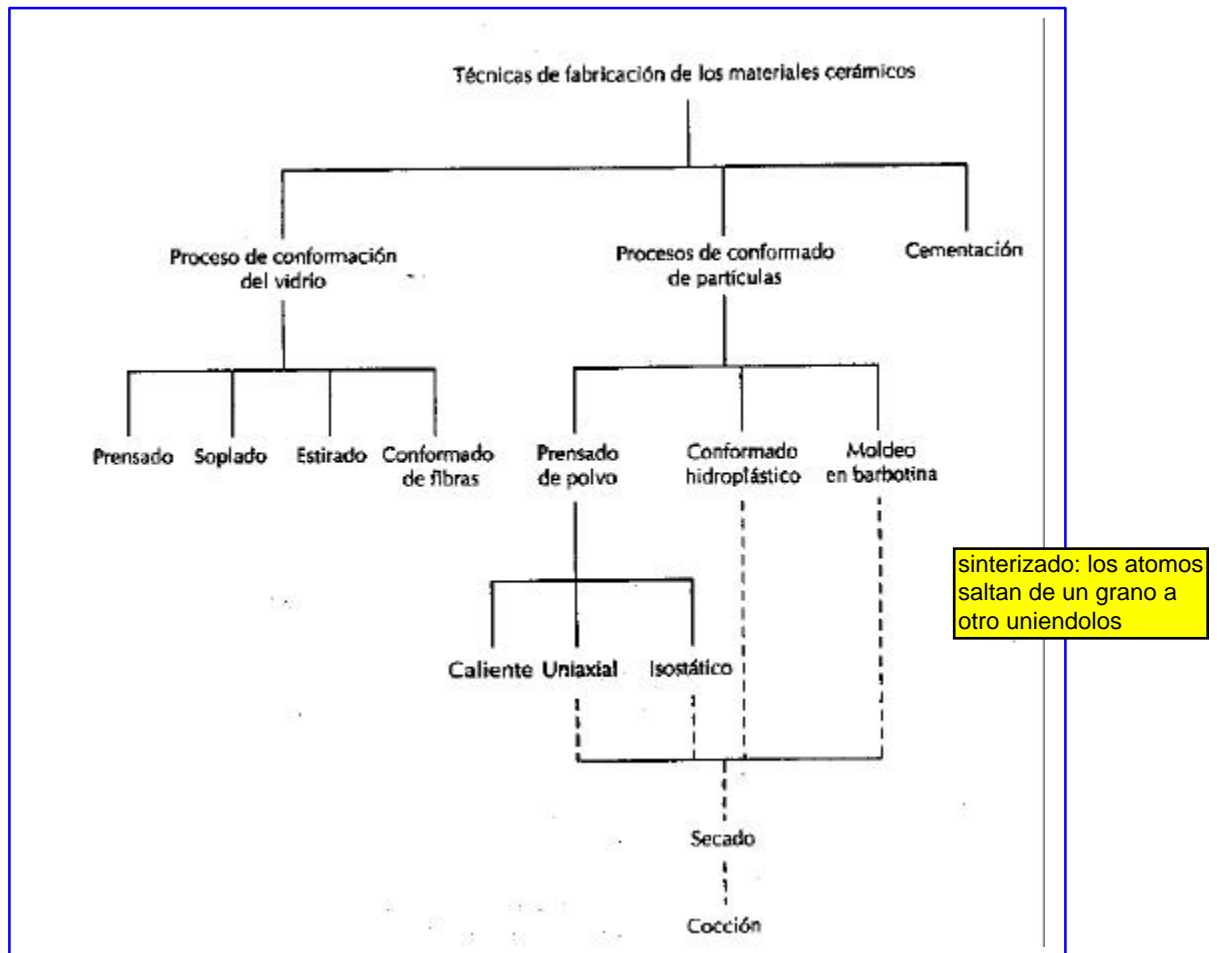 Técnicas de fabricación de los materiales cerámicos
Proceso de conformación
del vidrio
Procesos de conformado
de partículas
Cementación
Prensado
Soplado
Estirado
Conformado
de fibras
Prensado
de polvo
Conformado
hidroplástico
Moldeo
en barbotina
sinterizado: los atomos
saltan de un grano a
otro uniendolos
Caliente
Uniaxial
Isostático
Secado
Cocción